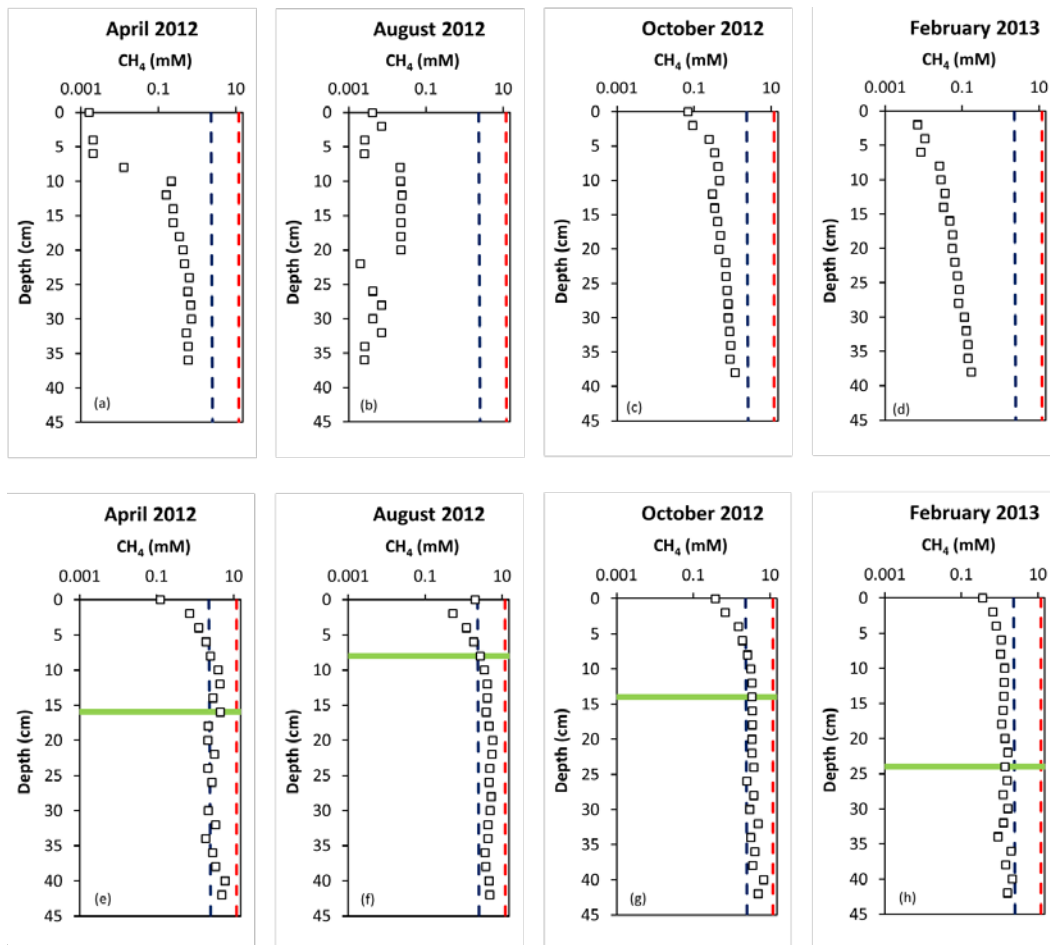 April 2012
CH₄ (mM)
0.001 0.1 10
0
5
10
15
20
25
30
35
40
45
Depth (cm)
(a)
August 2012
CH₄ (mM)
0.001 0.1 10
0
5
10
15
20
25
30
35
40
45
Depth (cm)
(b)
October 2012
CH₄ (mM)
0.001 0.1 10
0
5
10
15
20
25
30
35
40
45
Depth (cm)
(c)
February 2013
CH₄ (mM)
0.001 0.1 10
0
5
10
15
20
25
30
35
40
45
Depth (cm)
(d)
April 2012
CH₄ (mM)
0.001 0.1 10
0
5
10
15
20
25
30
35
40
45
Depth (cm)
(e)
August 2012
CH₄ (mM)
0.001 0.1 10
0
5
10
15
20
25
30
35
40
45
Depth (cm)
(f)
October 2012
CH₄ (mM)
0.001 0.1 10
0
5
10
15
20
25
30
35
40
45
Depth (cm)
(g)
February 2013
CH₄ (mM)
0.001 0.1 10
0
5
10
15
20
25
30
35
40
45
Depth (cm)
(h)